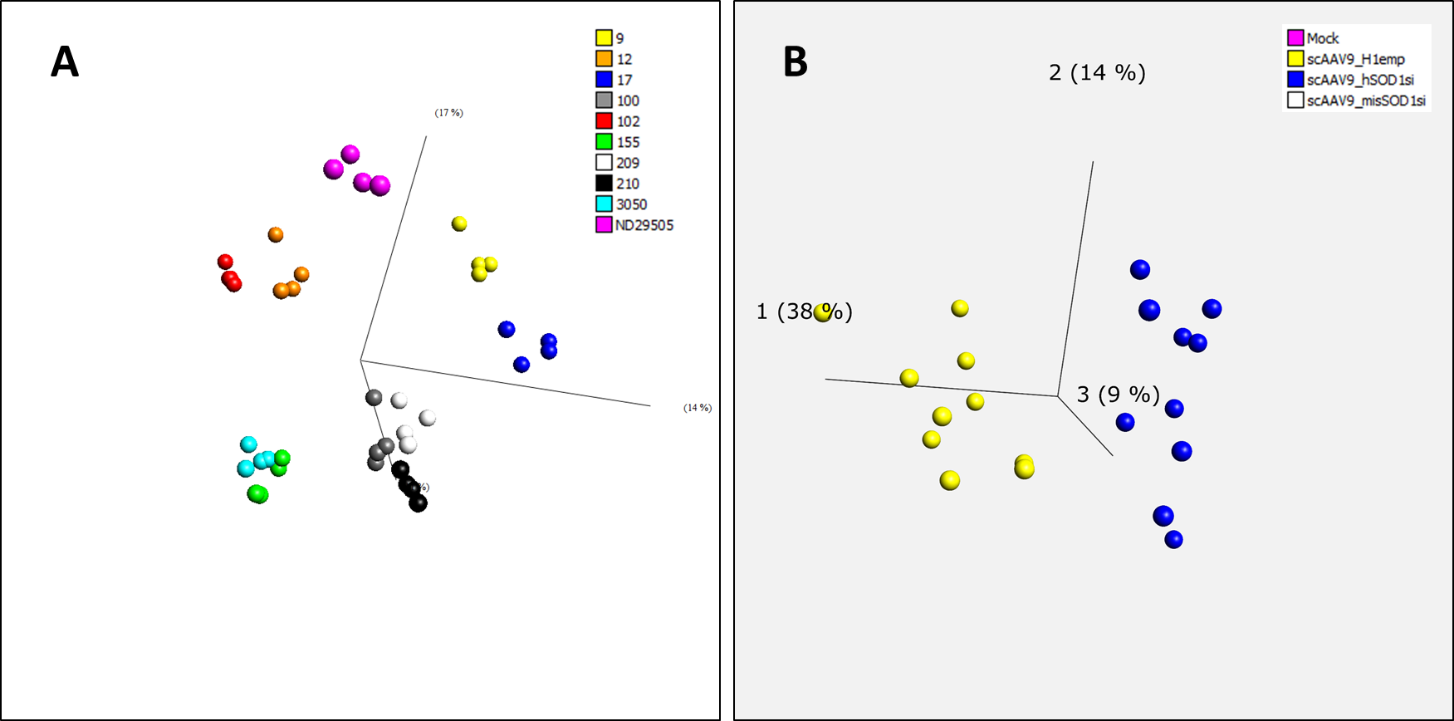 A
9
12
17
100
102
155
209
210
3050
ND29505
(17 %)
(14 %)
%)
B
Mock
scAAV9_H1emp
scAAV9_hSOD1si
scAAV9_misSOD1si
2 (14 %)
1 (38 %)
3 (9 %)